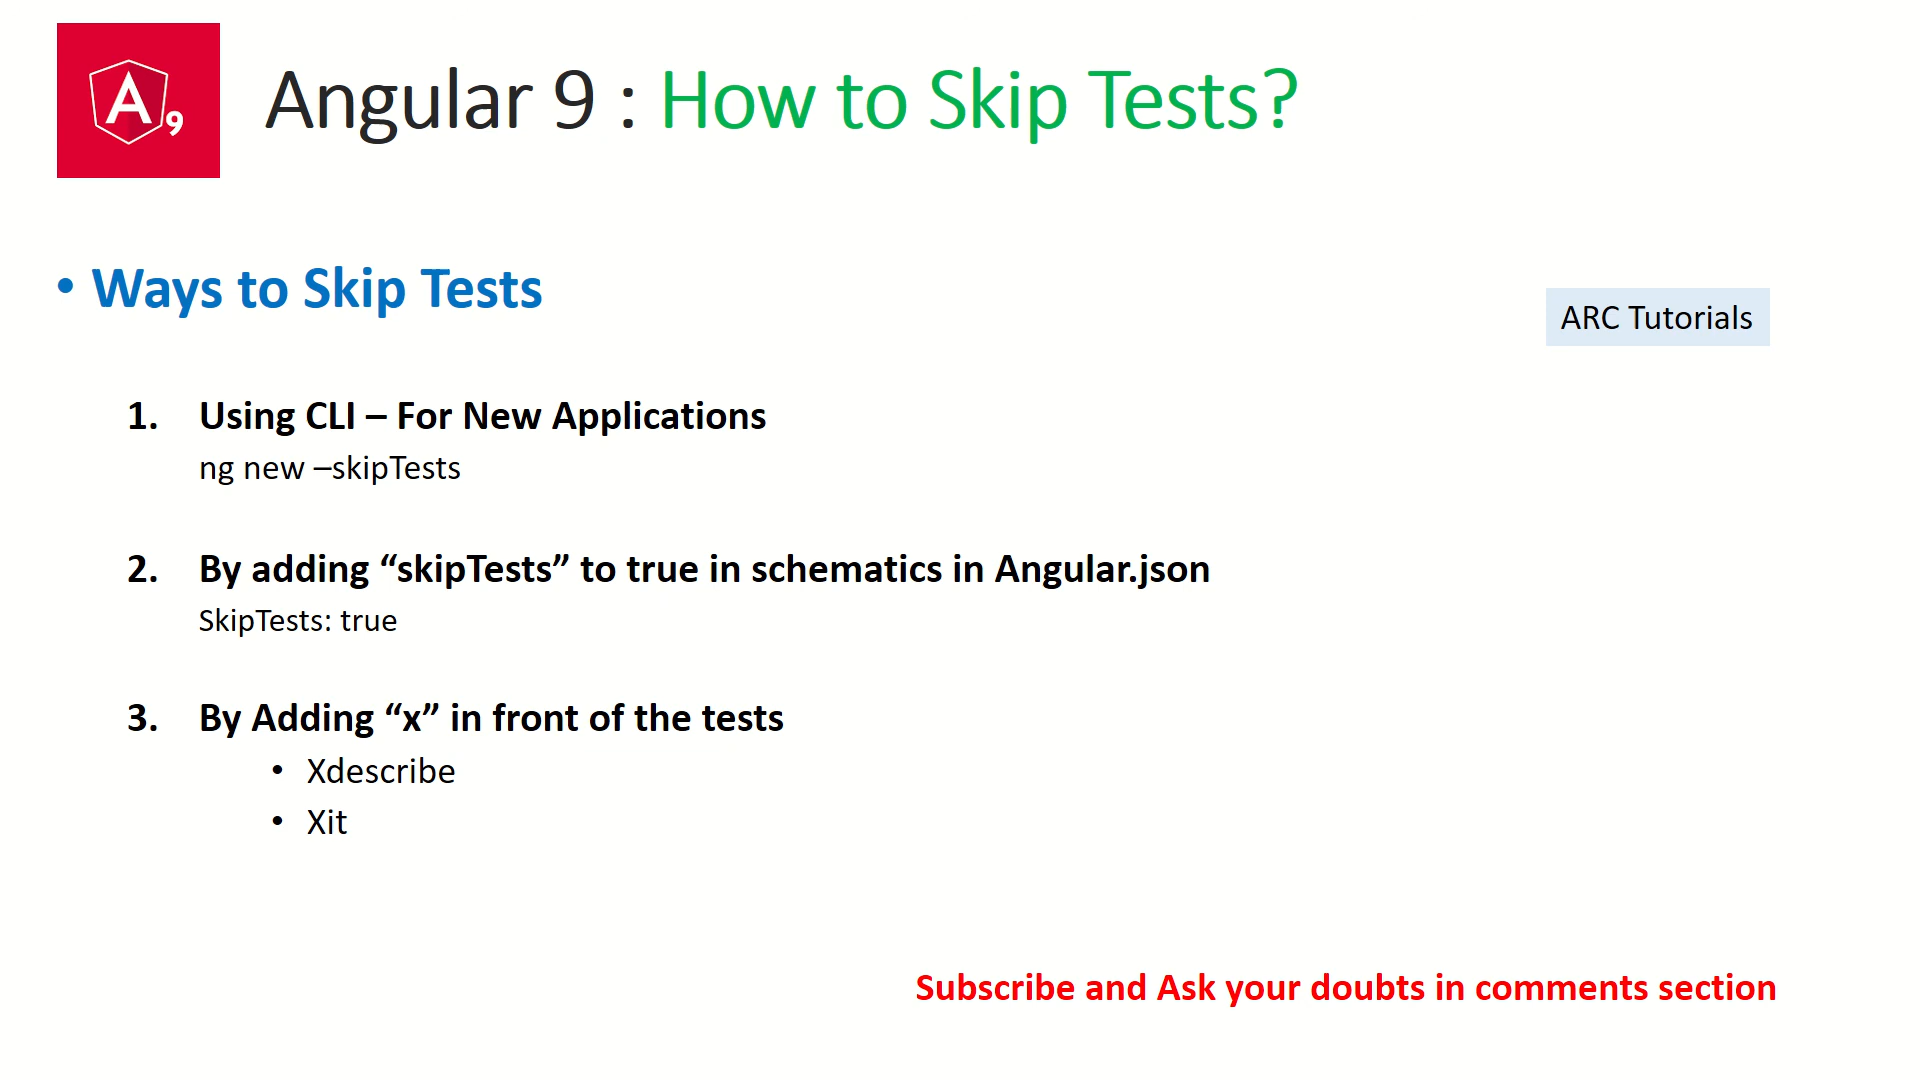 A9
Angular 9 : How to Skip Tests?
• Ways to Skip Tests
ARC Tutorials
1. Using CLI – For New Applications
ng new –skipTests
2. By adding “skipTests” to true in schematics in Angular.json
SkipTests: true
3. By Adding “x” in front of the tests
• Xdescribe
• Xit
Subscribe and Ask your doubts in comments section